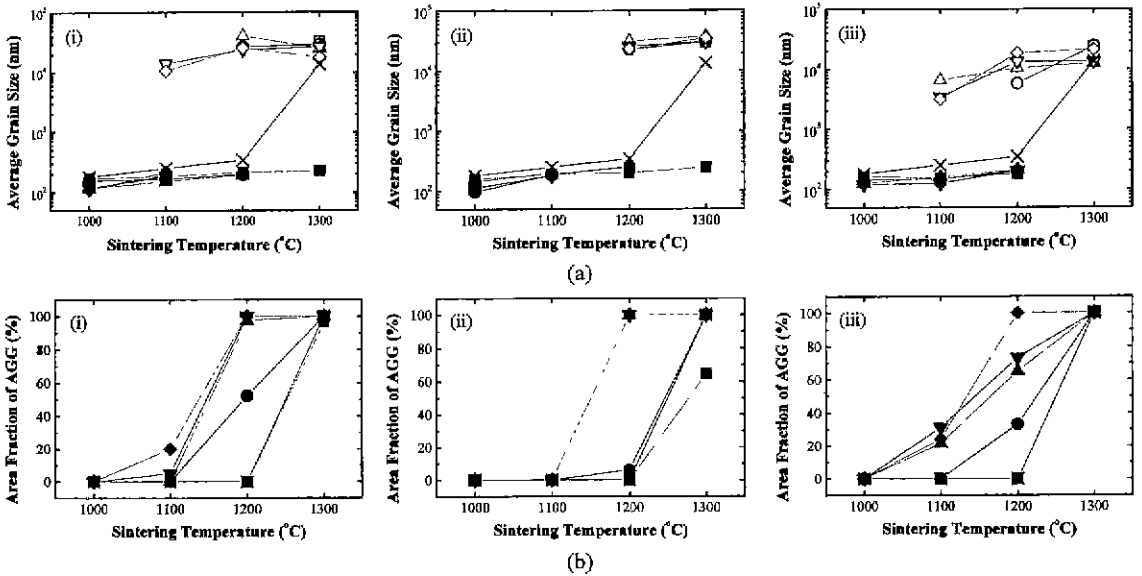 (i)
10⁵
10⁴
10³
10²
Average Grain Size (nm)
1000 1100 1200 1300
Sintering Temperature (°C)
(ii)
10⁵
10⁴
10³
10²
Average Grain Size (nm)
1000 1100 1200 1300
Sintering Temperature (°C)
(iii)
10⁵
10⁴
10²
Average Grain Size (nm)
1000 1100 1200 1300
Sintering Temperature (°C)
(a)
(i)
100
80
60
40
20
0
Area Fraction of AGG (%)
1000 1100 1200 1300
Sintering Temperature (°C)
(ii)
100
80
60
40
20
0
Area Fraction of AGG (%)
1000 1100 1200 1300
Sintering Temperature (°C)
(iii)
100
80
60
40
20
0
Area Fraction of AGG (%)
1000 1100 1200 1300
Sintering Temperature (°C)
(b)